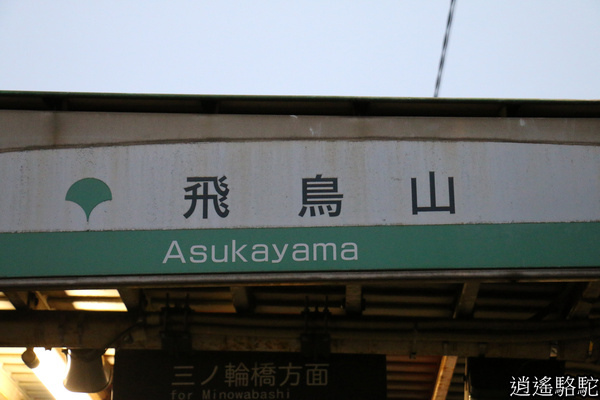 飛鳥山
Asukayama
三ノ輪橋方面
for Minowabashi
逍遙駱駝